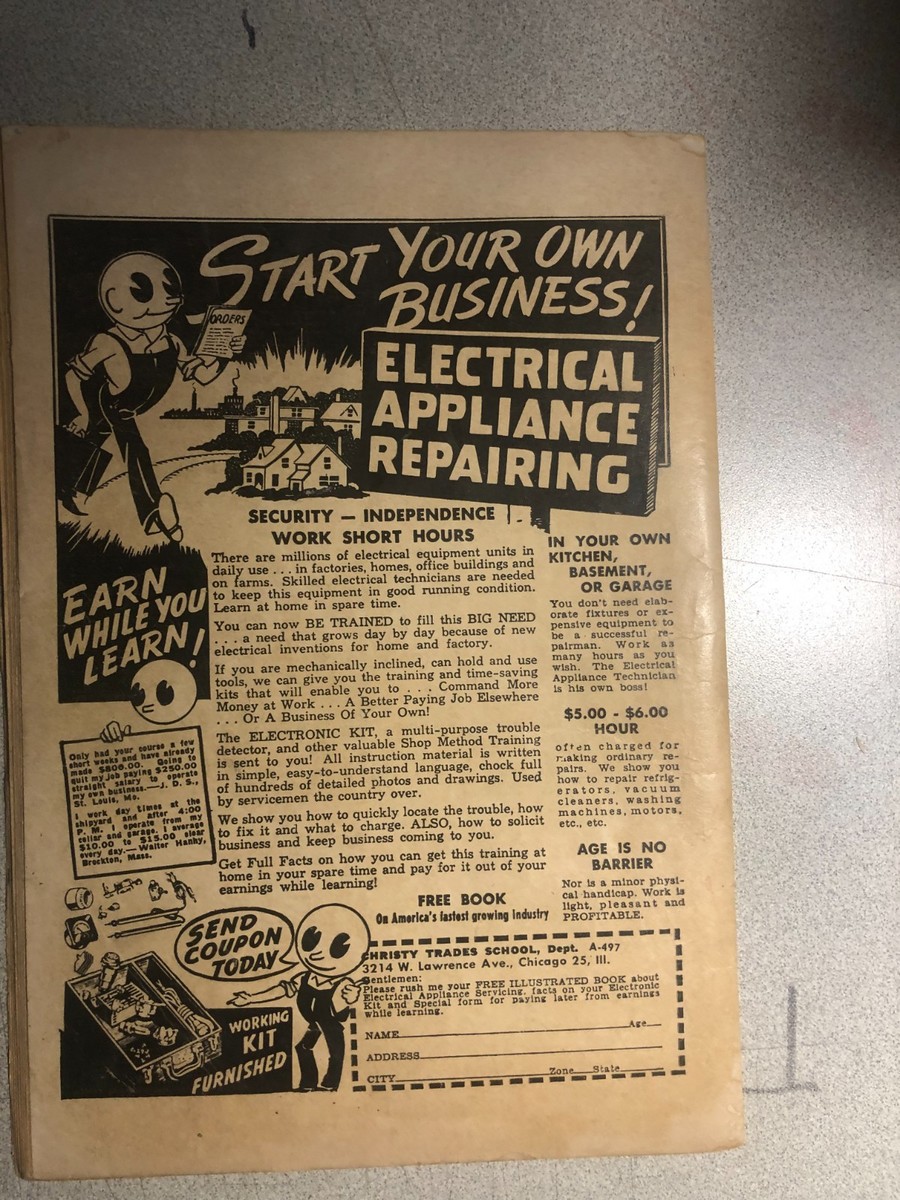 START YOUR OWN
BUSINESS!
ORDERS
ELECTRICAL
APPLIANCE
REPAIRING
SECURITY — INDEPENDENCE
WORK SHORT HOURS
There are millions of electrical equipment units in
daily use . . . in factories, homes, office buildings and
on farms. Skilled electrical technicians are needed
to keep this equipment in good running condition.
Learn at home in spare time.
You can now BE TRAINED to fill this BIG NEED
. . . a need that grows day by day because of new
electrical inventions for home and factory.
If you are mechanically inclined, can hold and use
tools, we can give you the training and time-saving
kits that will enable you to . . . Command More
Money at Work . . . A Better Paying Job Elsewhere
. . . Or A Business Of Your Own!
The ELECTRONIC KIT, a multi-purpose trouble
detector, and other valuable Shop Method Training
is sent to you! All instruction material is written
in simple, easy-to-understand language, chock full
of hundreds of detailed photos and drawings. Used
by servicemen the country over.
We show you how to quickly locate the trouble, how
to fix it and what to charge. ALSO, how to solicit
business and keep business coming to you.
Get Full Facts on how you can get this training at
home in your spare time and pay for it out of your
earnings while learning!
FREE BOOK
On America's fastest growing Industry
IN YOUR OWN
KITCHEN,
BASEMENT,
OR GARAGE
You don't need elab-
orate fixtures or ex-
pensive equipment to
be a successful re-
pairman. Work as
many hours as you
wish. The Electrical
Appliance Technician
is his own boss!
$5.00 - $6.00
HOUR
often charged for
making ordinary re-
pairs. We show you
how to repair refrig-
erators, vacuum
cleaners, washing
machines, motors,
etc., etc.
AGE IS NO
BARRIER
Nor is a minor physi-
cal handicap. Work is
light, pleasant and
PROFITABLE.
EARN
WHILE YOU
LEARN!
Only had your course a few
short weeks and have already
made $800.00. Going to
quit my job paying $250.00
straight salary to operate
my own business.—J. D. S.,
St. Louis, Mo.
I work day times at the
shipyard and after 4:00
P. M. I operate from my
cellar and garage. I average
$10.00 to $15.00 clear
every day.—Walter Hanby,
Brockton, Mass.
SEND
COUPON
TODAY
WORKING
KIT
FURNISHED
CHRISTY TRADES SCHOOL, Dept. A-497
3214 W. Lawrence Ave., Chicago 25, Ill.
Gentlemen:
Please rush me your FREE ILLUSTRATED BOOK about
Electrical Appliance Servicing, facts on your Electronic
Kit and Special form for paying later from earnings
while learning.
NAME Age
ADDRESS
CITY Zone State